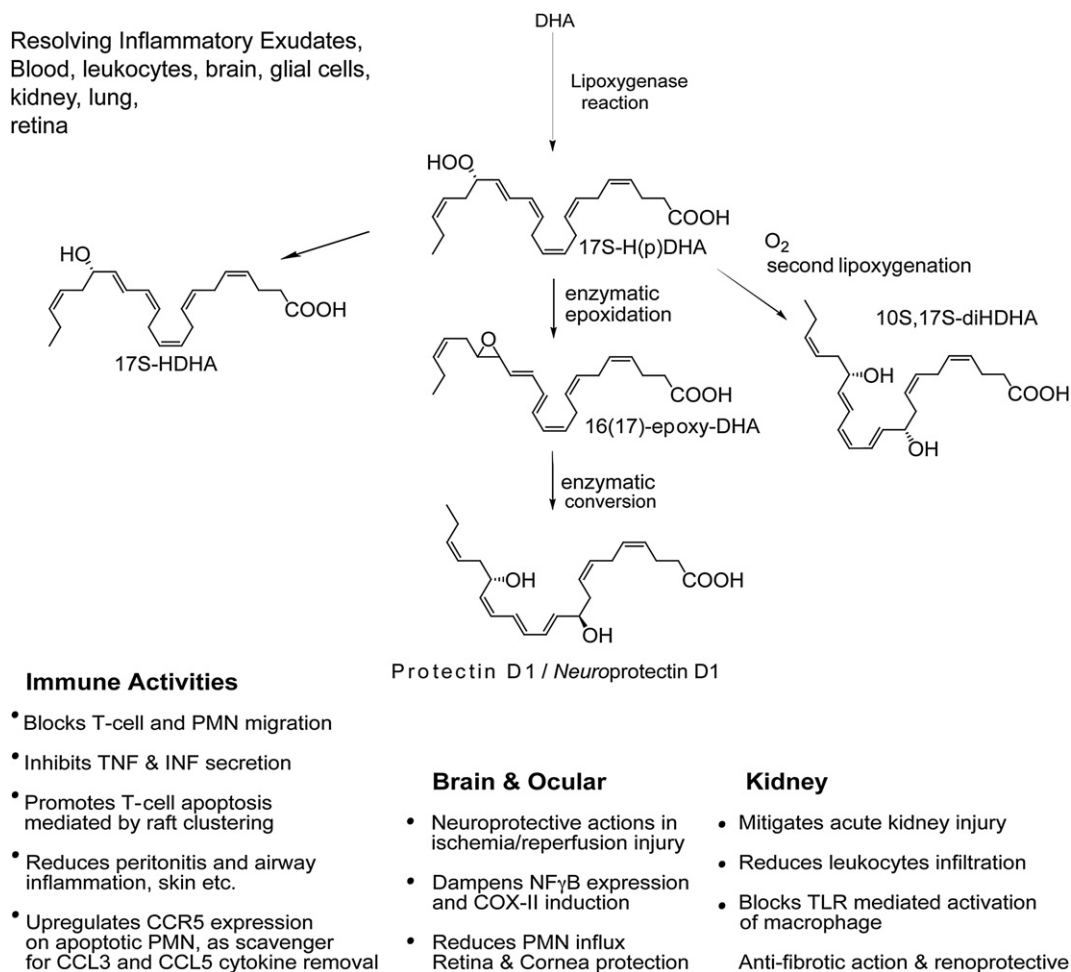 DHA
Resolving Inflammatory Exudates,
Blood, leukocytes, brain, glial cells,
kidney, lung,
retina
Lipoxygenase
reaction
HOO
COOH
17S-H(p)DHA
O2
second lipoxygenation
HO
COOH
17S-HDHA
enzymatic
epoxidation
10S,17S-diHDHA
O
COOH
16(17)-epoxy-DHA
OH
COOH
OH
enzymatic
conversion
OH
COOH
OH
Protectin D1 / Neuroprotectin D1
Immune Activities
• Blocks T-cell and PMN migration
• Inhibits TNF & INF secretion
• Promotes T-cell apoptosis
mediated by raft clustering
• Reduces peritonitis and airway
inflammation, skin etc.
• Upregulates CCR5 expression
on apoptotic PMN, as scavenger
for CCL3 and CCL5 cytokine removal
Brain & Ocular
• Neuroprotective actions in
ischemia/reperfusion injury
• Dampens NFγB expression
and COX-II induction
• Reduces PMN influx
Retina & Cornea protection
Kidney
• Mitigates acute kidney injury
• Reduces leukocytes infiltration
• Blocks TLR mediated activation
of macrophage
Anti-fibrotic action & renoprotective